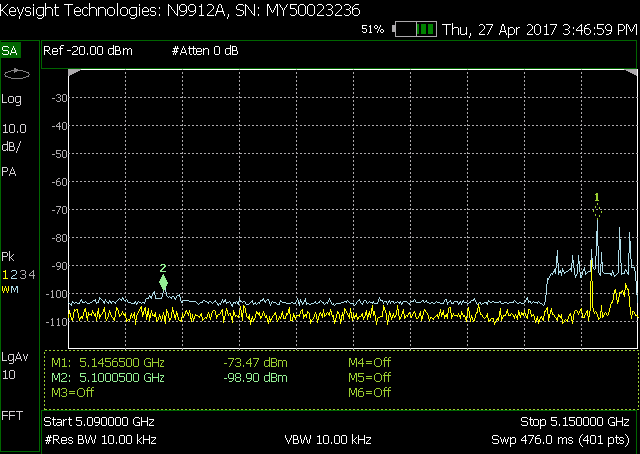 Keysight Technologies: N9912A, SN: MY50023236
51% Thu, 27 Apr 2017 3:46:59 PM
SA Ref -20.00 dBm #Atten 0 dB
Log
10.0
dB/
PA
Pk
1 2 3 4
W M
LgAv
10
FFT
-30
-40
-50
-60
-70
-80
-90
-100
-110
1
2
M1: 5.1456500 GHz -73.47 dBm M4=Off
M2: 5.1000500 GHz -98.90 dBm M5=Off
M3=Off M6=Off
Start 5.090000 GHz Stop 5.150000 GHz
#Res BW 10.00 kHz VBW 10.00 kHz Swp 476.0 ms (401 pts)